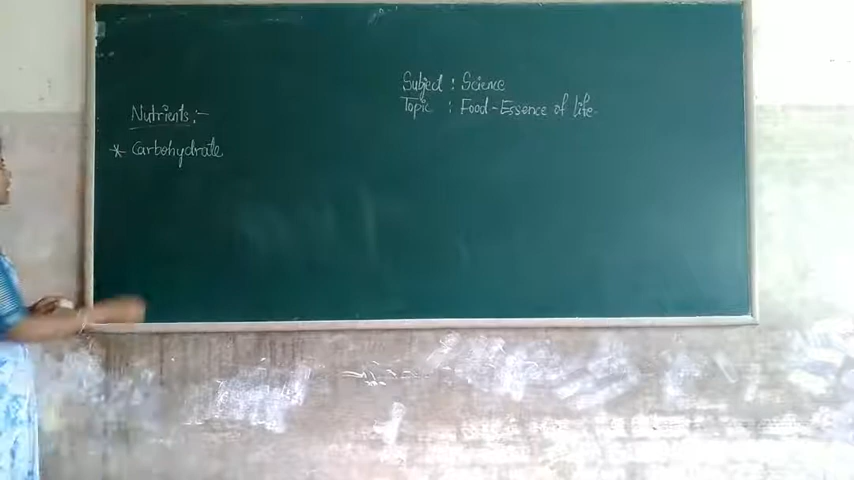 Subject : Science
Topic : Food-Essence of life.
Nutrients :-
* Carbohydrate